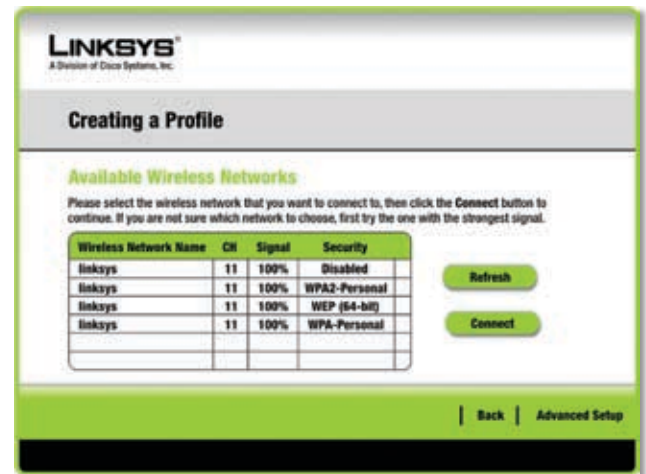 LINKSYS®
A Division of Cisco Systems, Inc.
Creating a Profile
Available Wireless Networks
Please select the wireless network that you want to connect to, then click the Connect button to
continue. If you are not sure which network to choose, first try the one with the strongest signal.
Wireless Network Name CH Signal Security
linksys 11 100% Disabled
linksys 11 100% WPA2-Personal
linksys 11 100% WEP (64-bit)
linksys 11 100% WPA-Personal
Refresh
Connect
Back Advanced Setup